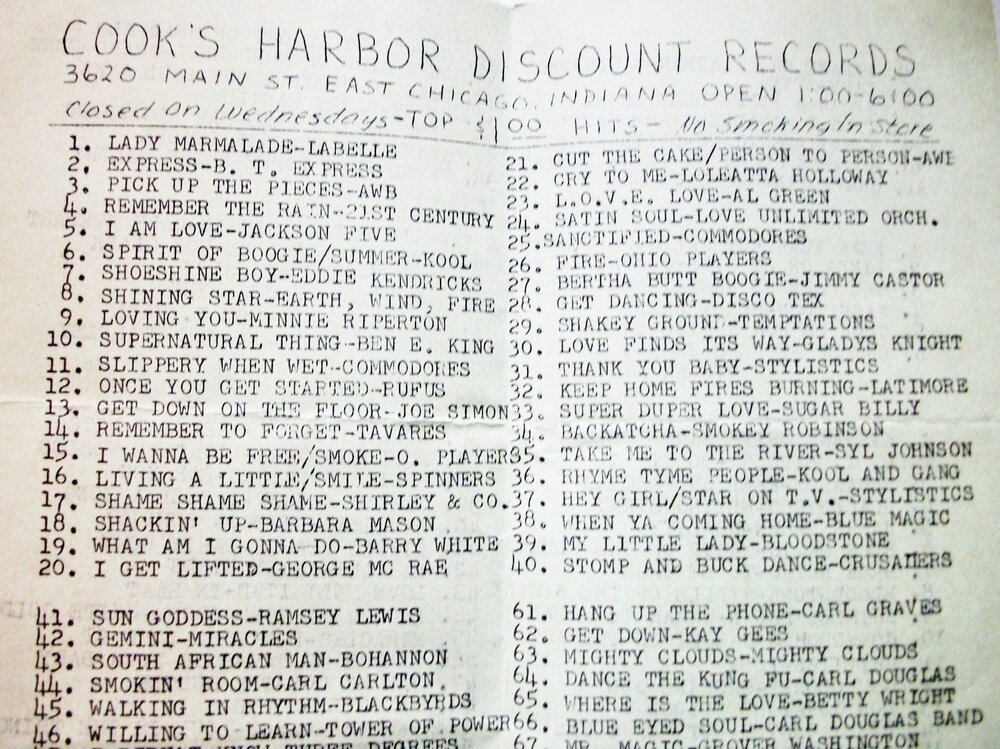 COOK'S HARBOR DISCOUNT RECORDS
3620 MAIN ST. EAST CHICAGO, INDIANA OPEN 1:00-6:00
Closed On Wednesdays-TOP $1.00 HITS- No Smoking In Store
1. LADY MARMALADE-LABELLE
2. EXPRESS-B. T. EXPRESS
3. PICK UP THE PIECES-AWB
4. REMEMBER THE RAIN-21ST CENTURY
5. I AM LOVE-JACKSON FIVE
6. SPIRIT OF BOOGIE/SUMMER-KOOL
7. SHOESHINE BOY-EDDIE KENDRICKS
8. SHINING STAR-EARTH, WIND, FIRE
9. LOVING YOU-MINNIE RIPERTON
10. SUPERNATURAL THING-BEN E. KING
11. SLIPPERY WHEN WET-COMMODORES
12. ONCE YOU GET STARTED-RUFUS
13. GET DOWN ON THE FLOOR-JOE SIMON
14. REMEMBER TO FORGET-TAVARES
15. I WANNA BE FREE/SMOKE-O. PLAYERS
16. LIVING A LITTLE/SMILE-SPINNERS
17. SHAME SHAME SHAME-SHIRLEY & CO.
18. SHACKIN' UP-BARBARA MASON
19. WHAT AM I GONNA DO-BARRY WHITE
20. I GET LIFTED-GEORGE MC RAE
21. CUT THE CAKE/PERSON TO PERSON-AWB
22. CRY TO ME-LOLEATTA HOLLOWAY
23. L.O.V.E. LOVE-AL GREEN
24. SATIN SOUL-LOVE UNLIMITED ORCH.
25. SANCTIFIED-COMMODORES
26. FIRE-OHIO PLAYERS
27. BERTHA BUTT BOOGIE-JIMMY CASTOR
28. GET DANCING-DISCO TEX
29. SHAKEY GROUND-TEMPTATIONS
30. LOVE FINDS ITS WAY-GLADYS KNIGHT
31. THANK YOU BABY-STYLISTICS
32. KEEP HOME FIRES BURNING-LATIMORE
33. SUPER DUPER LOVE-SUGAR BILLY
34. BACKATCHA-SMOKEY ROBINSON
35. TAKE ME TO THE RIVER-SYL JOHNSON
36. RHYME TYME PEOPLE-KOOL AND GANG
37. HEY GIRL/STAR ON T.V.-STYLISTICS
38. WHEN YA COMING HOME-BLUE MAGIC
39. MY LITTLE LADY-BLOODSTONE
40. STOMP AND BUCK DANCE-CRUSADERS
41. SUN GODDESS-RAMSEY LEWIS
42. GEMINI-MIRACLES
43. SOUTH AFRICAN MAN-BOHANNON
44. SMOKIN' ROOM-CARL CARLTON
45. WALKING IN RHYTHM-BLACKBYRDS
46. WILLING TO LEARN-TOWER OF POWER
THREE DEGREES
61. HANG UP THE PHONE-CARL GRAVES
62. GET DOWN-KAY GEES
63. MIGHTY CLOUDS-MIGHTY CLOUDS
64. DANCE THE KUNG FU-CARL DOUGLAS
65. WHERE IS THE LOVE-BETTY WRIGHT
66. BLUE EYED SOUL-CARL DOUGLAS BAND
67. MR. MAGIC-GROVER WASHINGTON